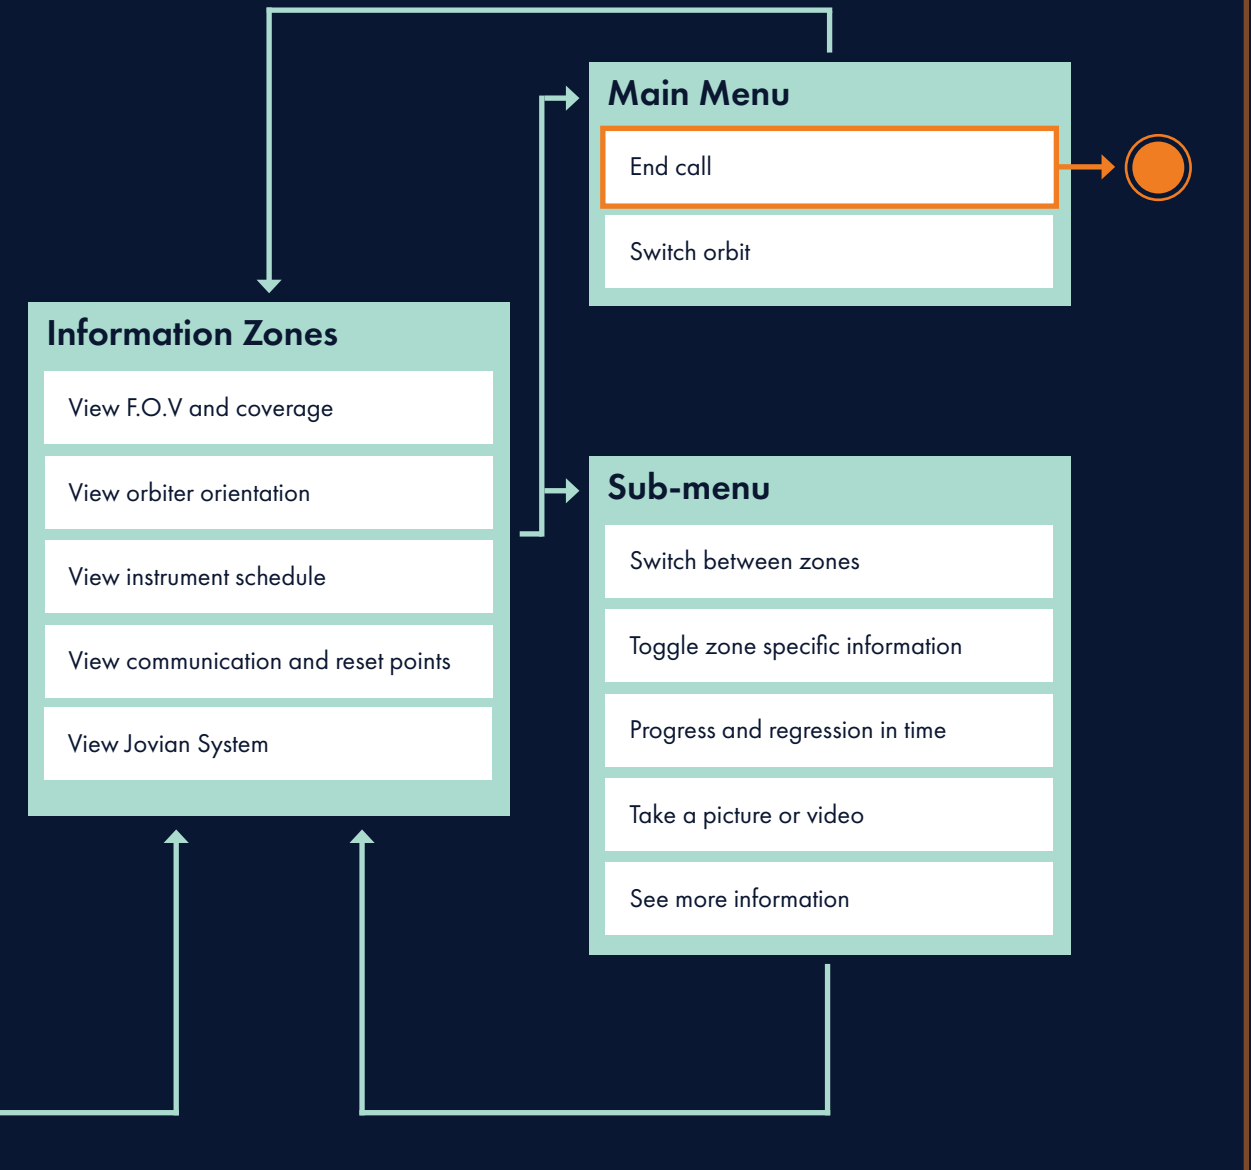 Main Menu
End call
Switch orbit
Information Zones
View F.O.V and coverage
View orbiter orientation
View instrument schedule
View communication and reset points
View Jovian System
Sub-menu
Switch between zones
Toggle zone specific information
Progress and regression in time
Take a picture or video
See more information